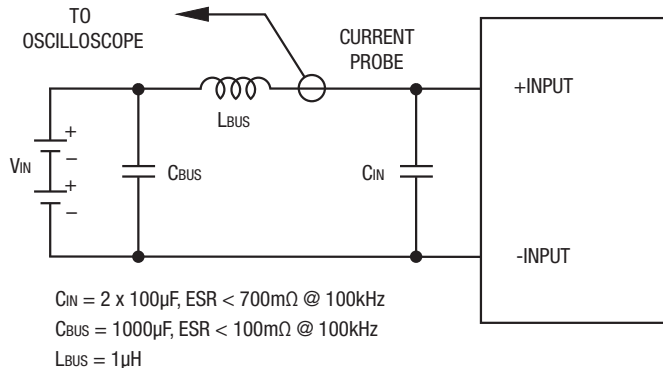 TO
OSCILLOSCOPE
CURRENT
PROBE
+INPUT
LBUS
VIN
+
−
+
−
CBUS
CIN
-INPUT
CIN = 2 x 100µF, ESR < 700mΩ @ 100kHz
CBUS = 1000µF, ESR < 100mΩ @ 100kHz
LBUS = 1µH